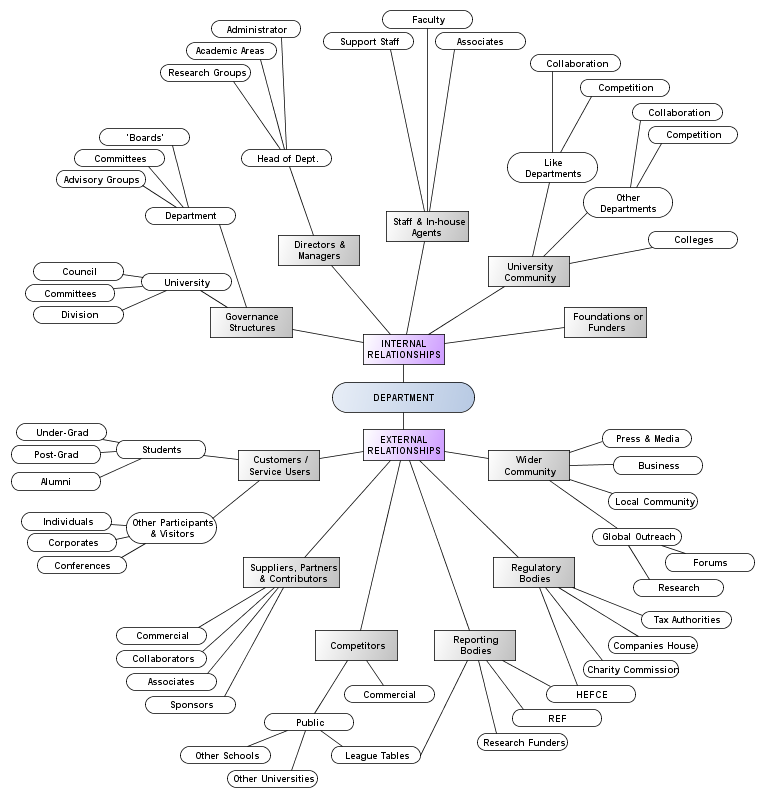 Faculty
Administrator
Support Staff
Associates
Academic Areas
Collaboration
Research Groups
Competition
Collaboration
'Boards'
Competition
Committees
Head of Dept.
Like
Departments
Advisory Groups
Other
Departments
Department
Staff & In-house
Agents
Colleges
Directors &
Managers
Council
University
Community
University
Committees
Division
Governance
Structures
Foundations or
Funders
INTERNAL
RELATIONSHIPS
DEPARTMENT
Under-Grad
EXTERNAL
RELATIONSHIPS
Press & Media
Students
Post-Grad
Customers /
Service Users
Wider
Community
Business
Alumni
Local Community
Individuals
Other Participants
& Visitors
Corporates
Global Outreach
Conferences
Forums
Suppliers, Partners
& Contributors
Regulatory
Bodies
Research
Tax Authorities
Commercial
Competitors
Reporting
Bodies
Companies House
Collaborators
Charity Commission
Associates
Commercial
HEFCE
Sponsors
Public
REF
Research Funders
Other Schools
League Tables
Other Universities